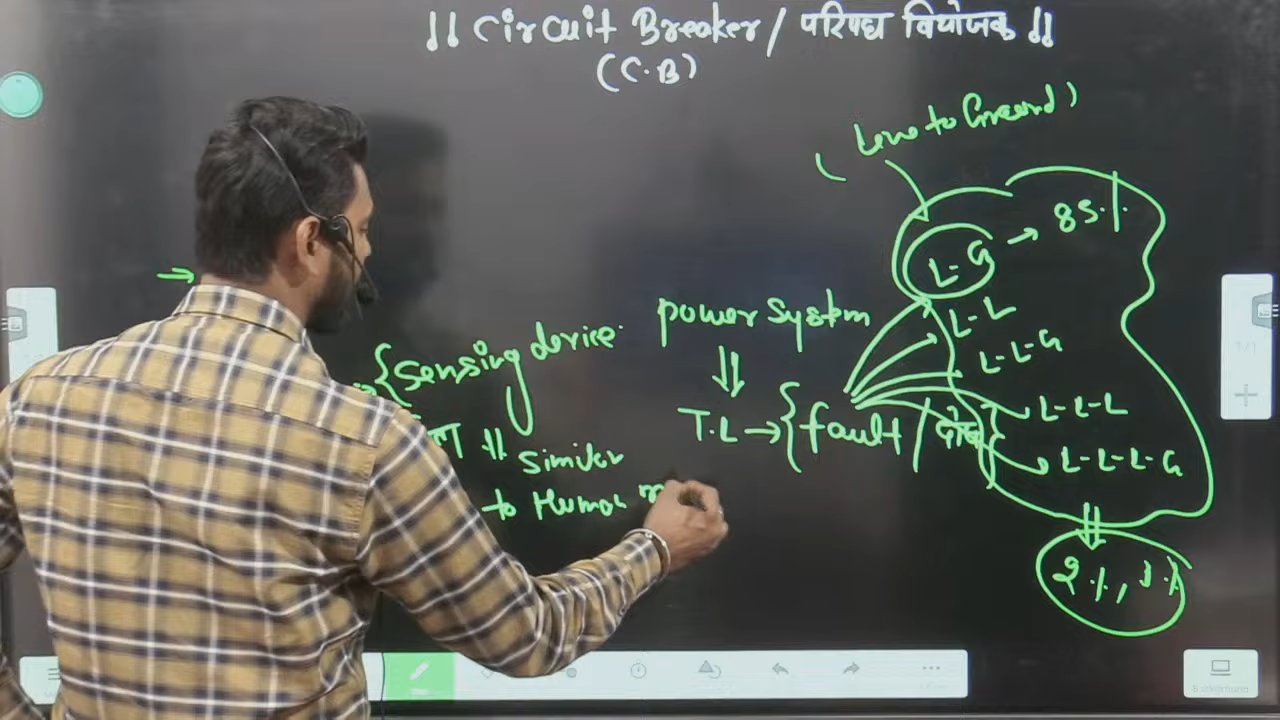 || Circuit Breaker / परिपथ वियोजक ||
(C.B)
(Line to Ground)
L-G → 85%
Power System
L-L
L-L-G
{Sensing device
T.L → {fault / दोष
L-L-L
L-L-L-G
Similar
to Human
2%, 3%
Background